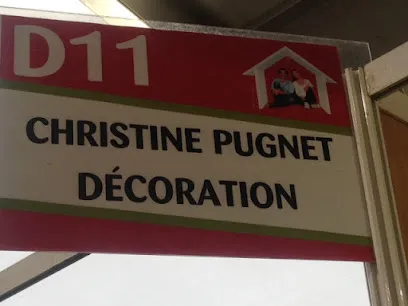 D11
CHRISTINE PUGNET
DÉCORATION